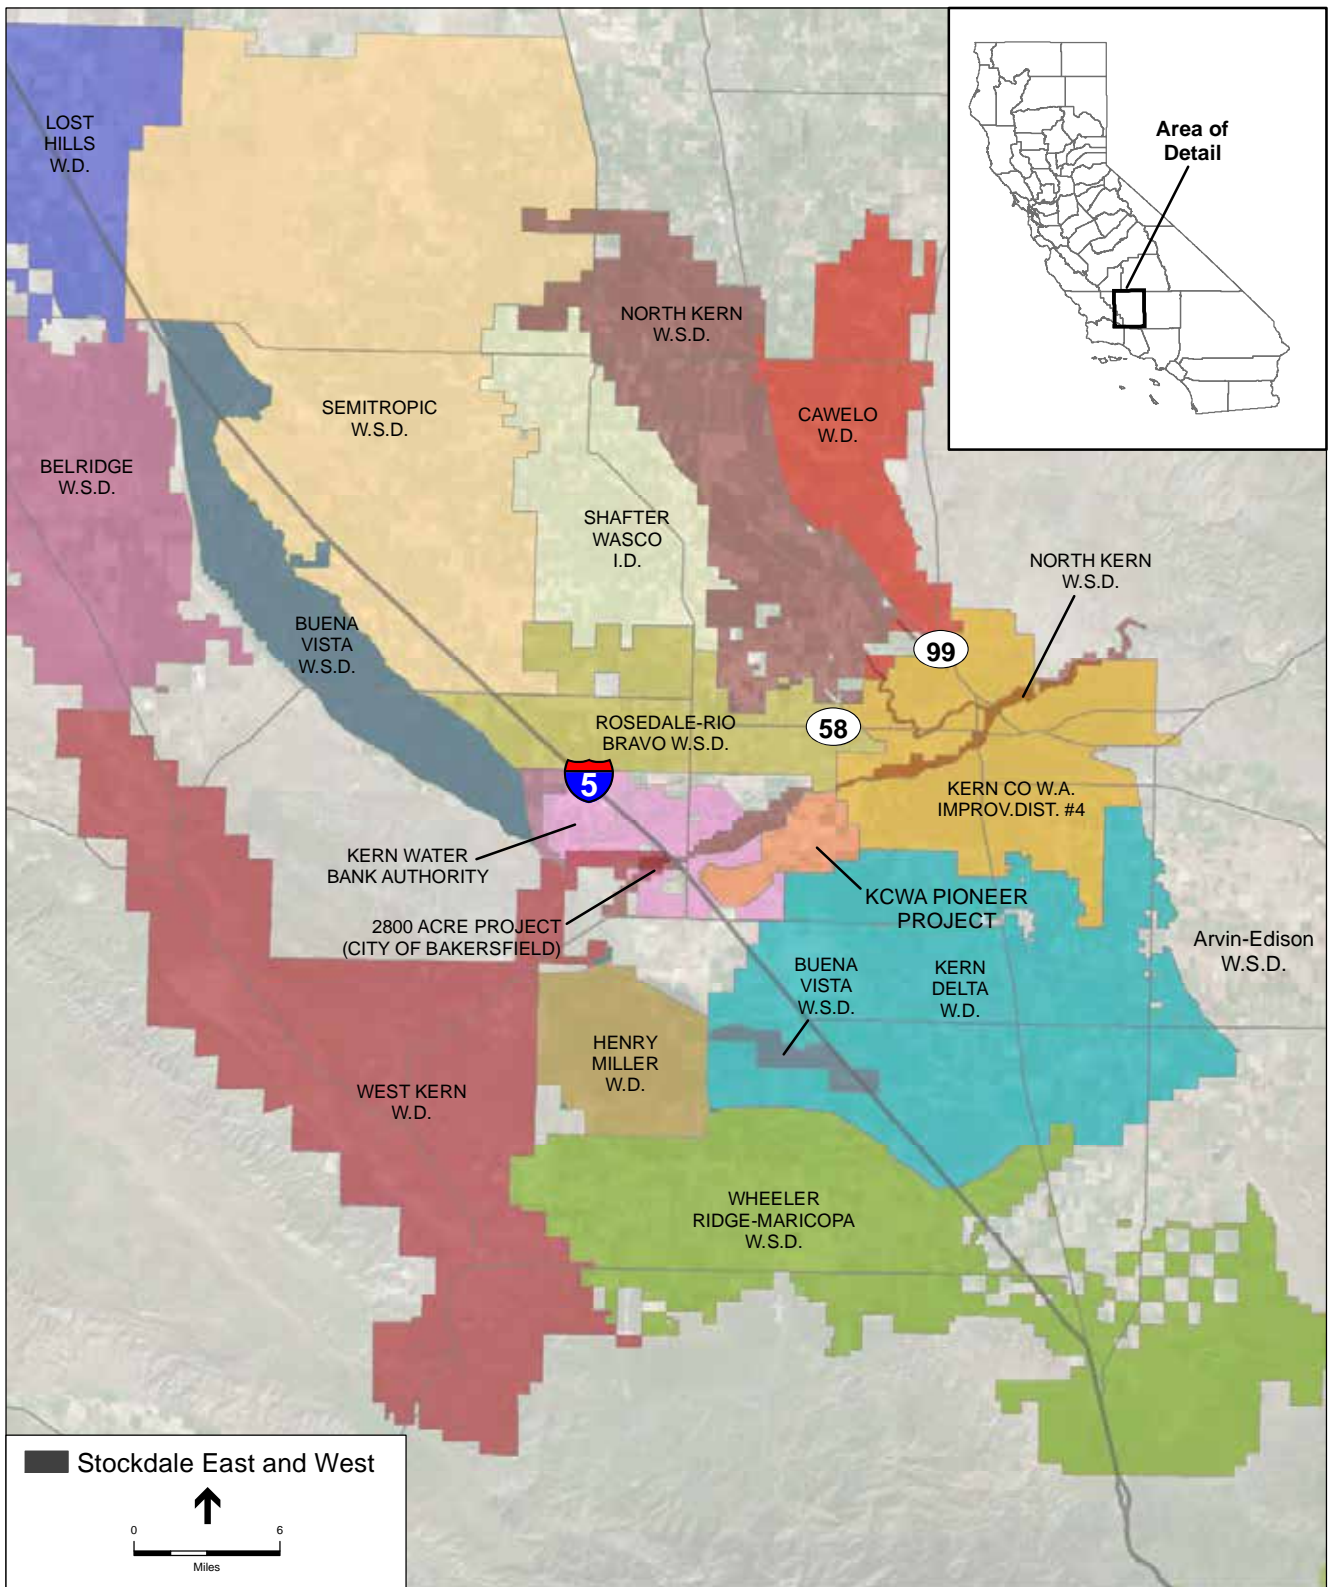 Area of
Detail
LOST
HILLS
W.D.
NORTH KERN
W.S.D.
SEMITROPIC
W.S.D.
CAWELO
W.D.
BELRIDGE
W.S.D.
SHAFTER
WASCO
I.D.
NORTH KERN
W.S.D.
BUENA
VISTA
W.S.D.
99
58
ROSEDALE-RIO
BRAVO W.S.D.
5
KERN CO W.A.
IMPROV.DIST. #4
KERN WATER
BANK AUTHORITY
KCWA PIONEER
PROJECT
2800 ACRE PROJECT
(CITY OF BAKERSFIELD)
Arvin-Edison
W.S.D.
BUENA
VISTA
W.S.D.
KERN
DELTA
W.D.
HENRY
MILLER
W.D.
WEST KERN
W.D.
WHEELER
RIDGE-MARICOPA
W.S.D.
Stockdale East and West
0 6
Miles